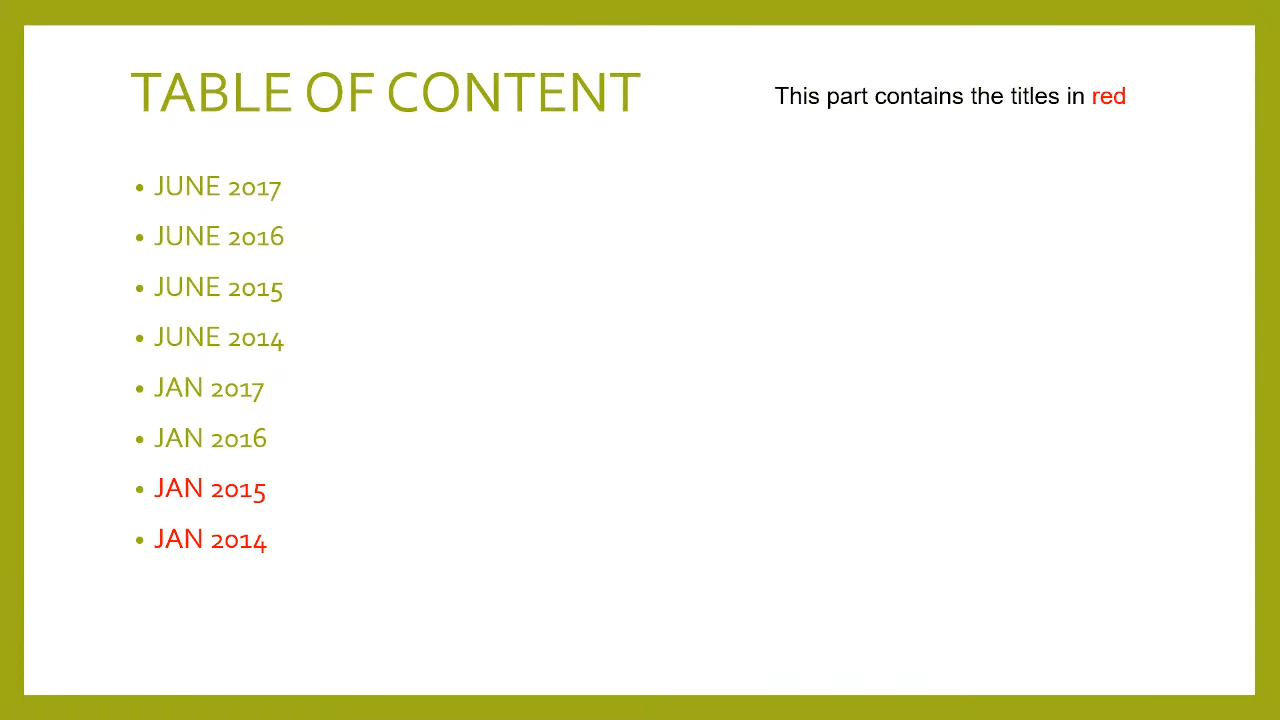 TABLE OF CONTENT
This part contains the titles in red
• JUNE 2017
• JUNE 2016
• JUNE 2015
• JUNE 2014
• JAN 2017
• JAN 2016
• JAN 2015
• JAN 2014